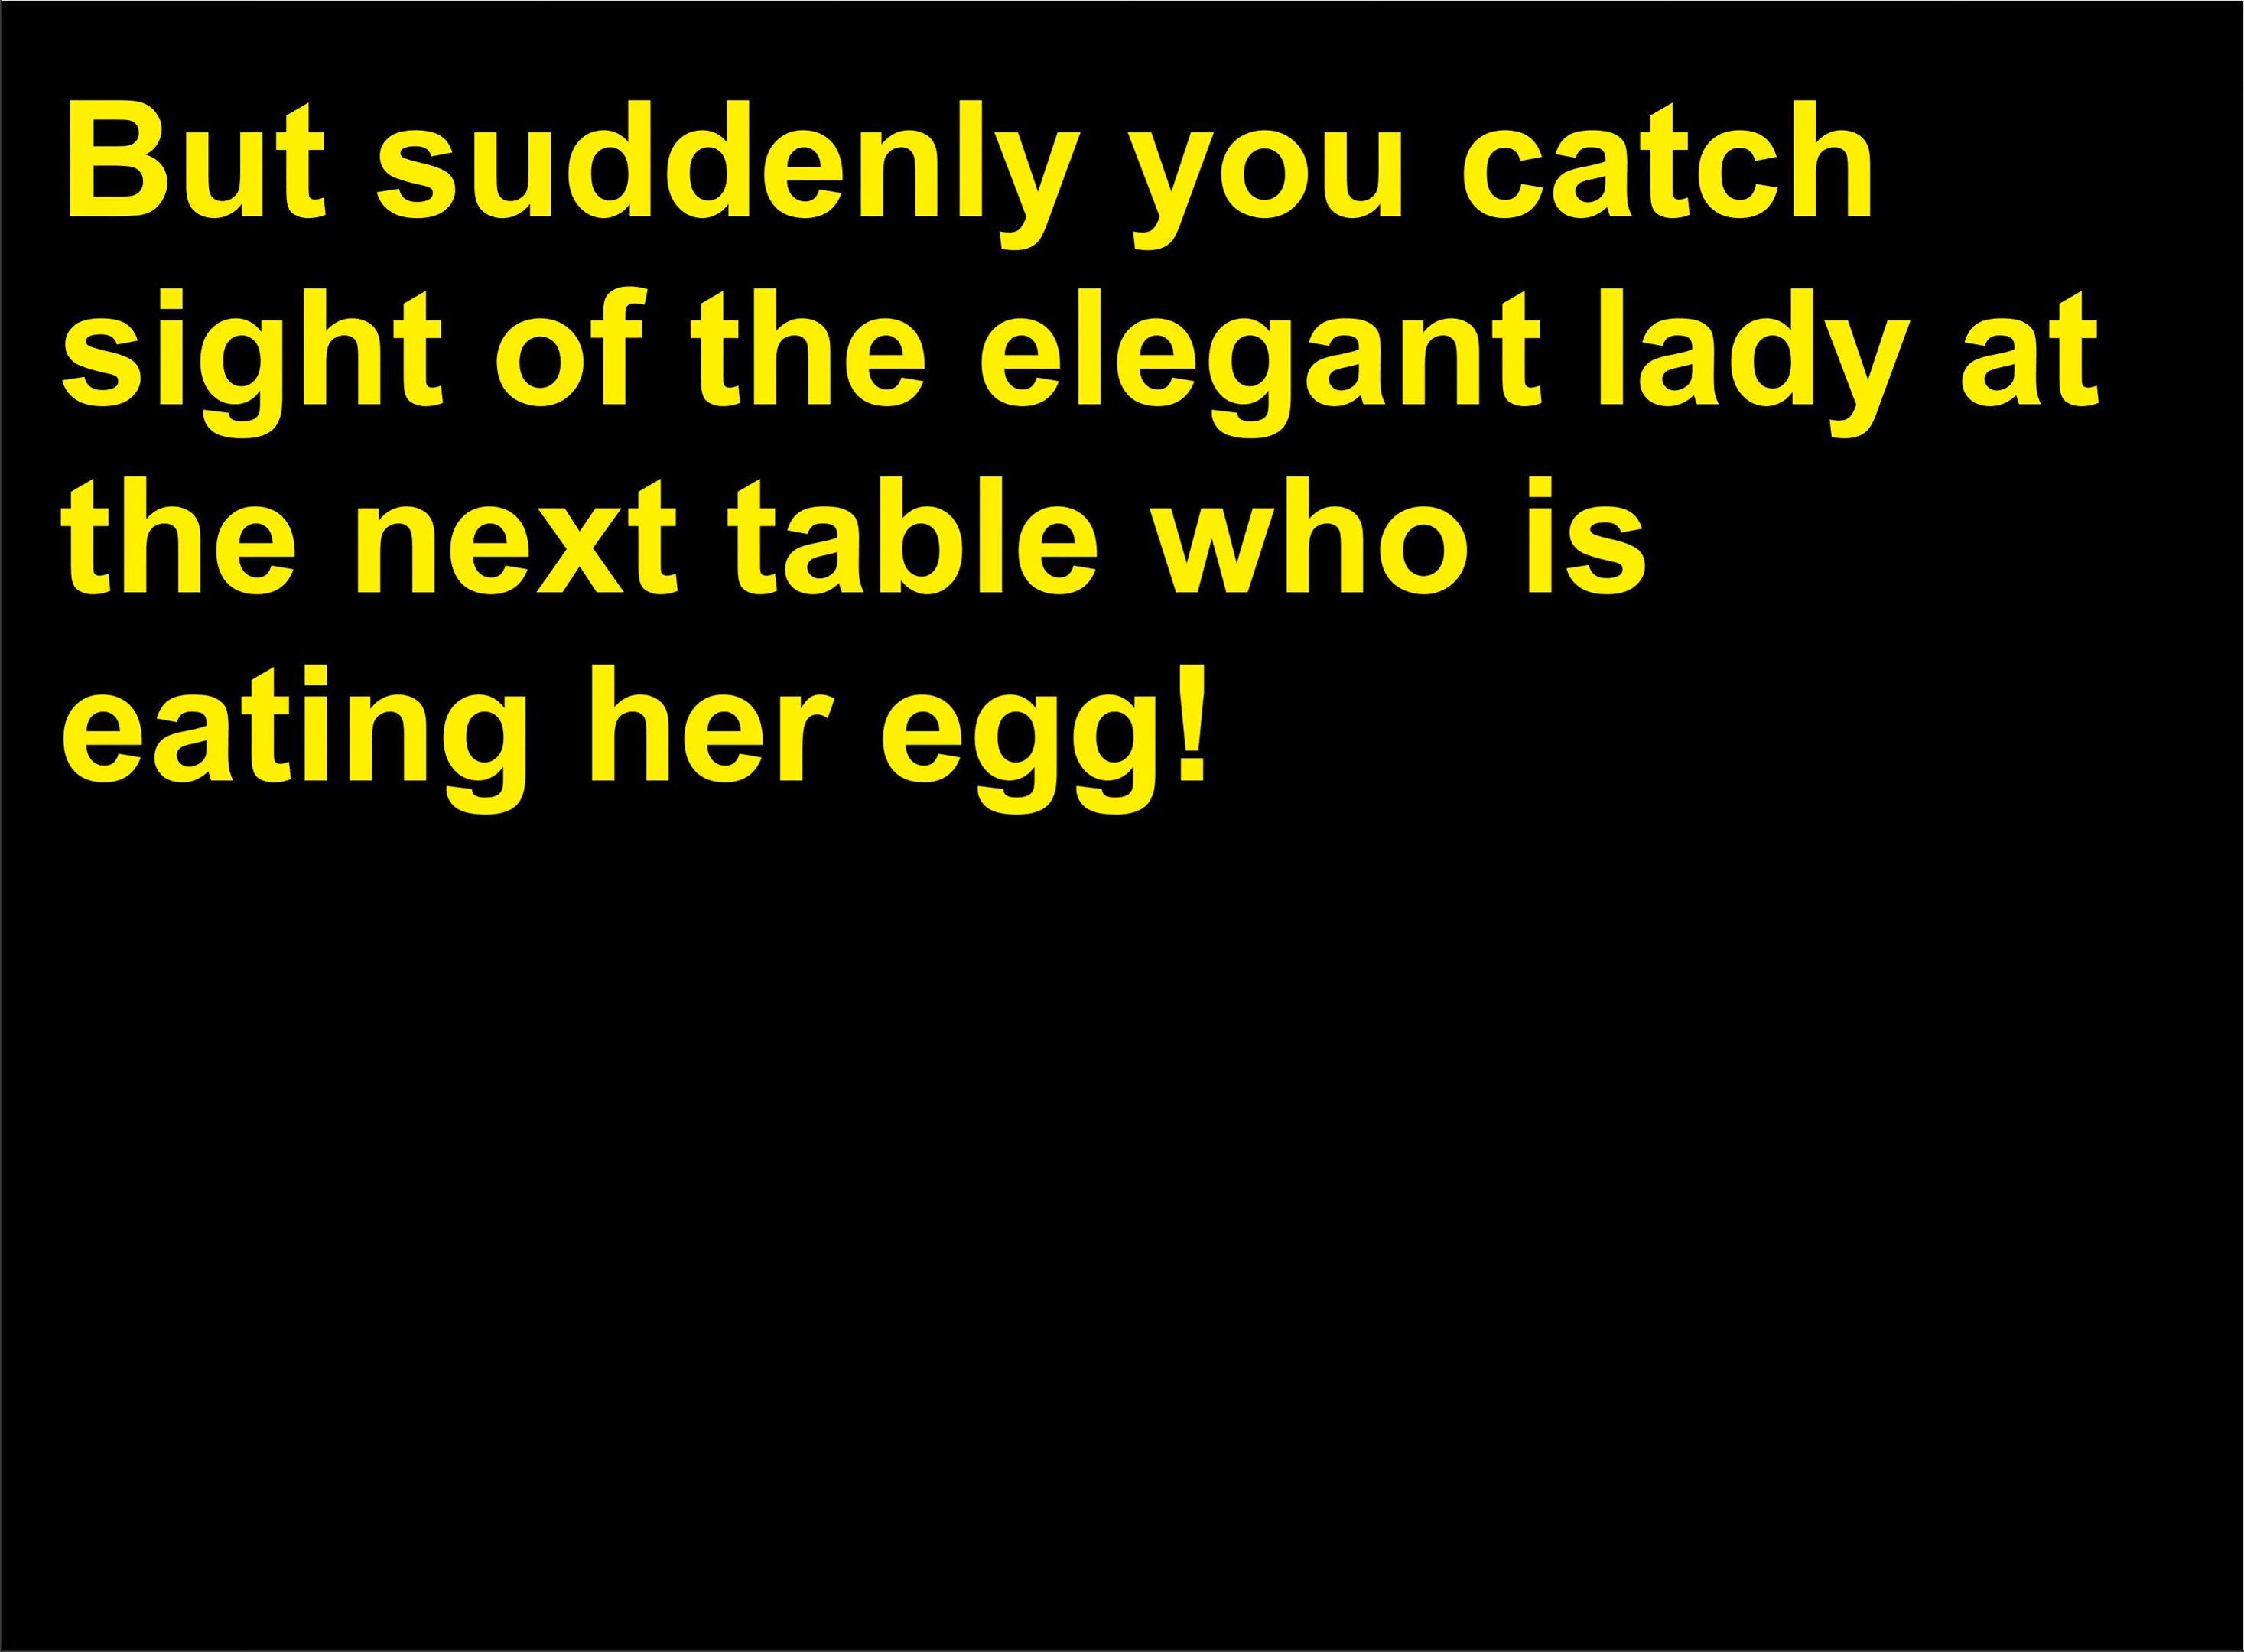 But suddenly you catch
sight of the elegant lady at
the next table who is
eating her egg!